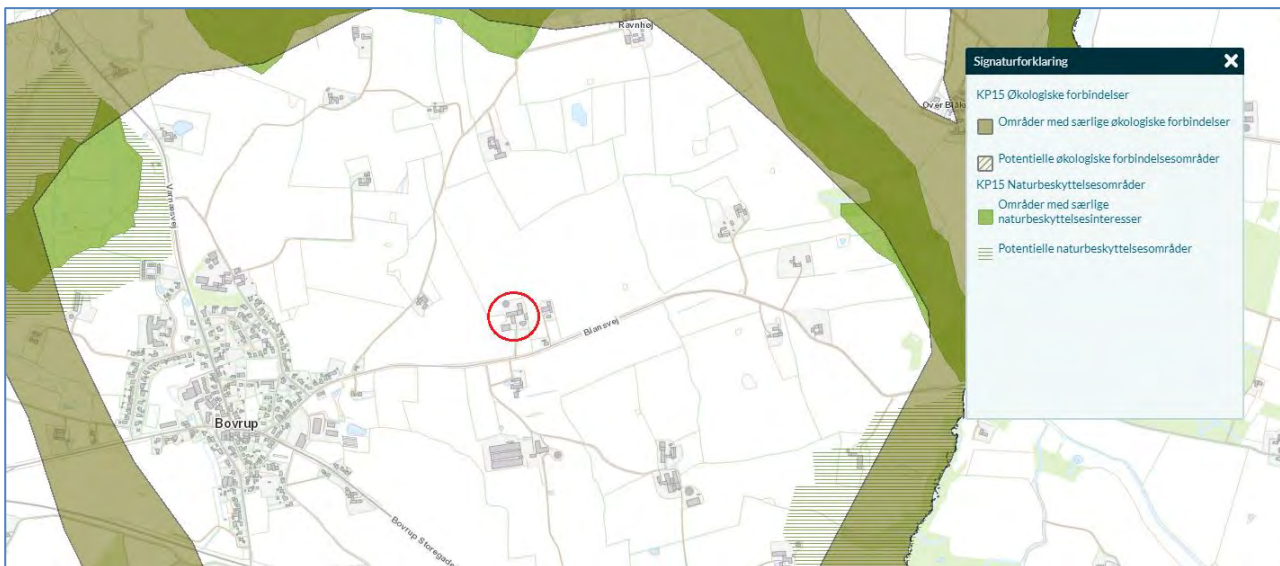 Ravnhøj
Signaturforklaring
KP15 Økologiske forbindelser
Områder med særlige økologiske forbindelser
Potentielle økologiske forbindelsesområder
KP15 Naturbeskyttelsesområder
Områder med særlige
naturbeskyttelsesinteresser
Potentielle naturbeskyttelsesområder
Over Blåk
Varnæsvej
Blansvej
Bovrup
Bovrup Storegade